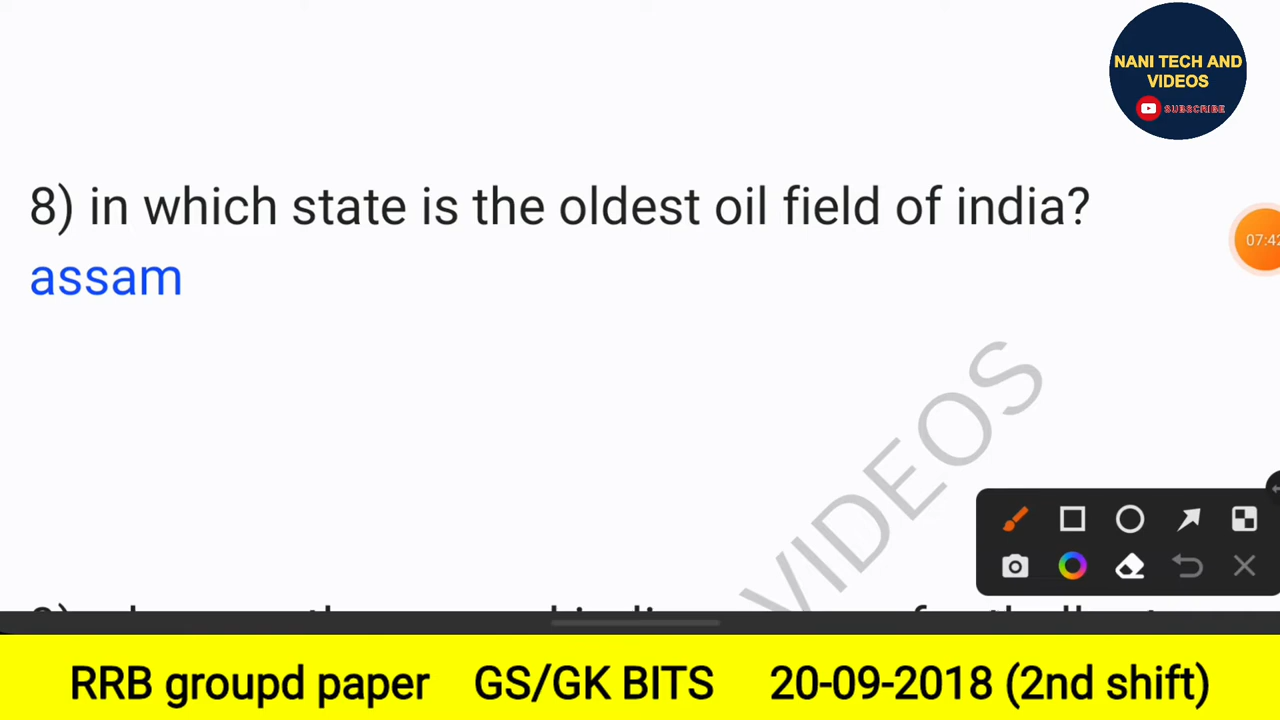 NANI TECH AND
VIDEOS
SUBSCRIBE
8) in which state is the oldest oil field of india?
07:42
assam
VIDEOS
RRB groupd paper GS/GK BITS 20-09-2018 (2nd shift)